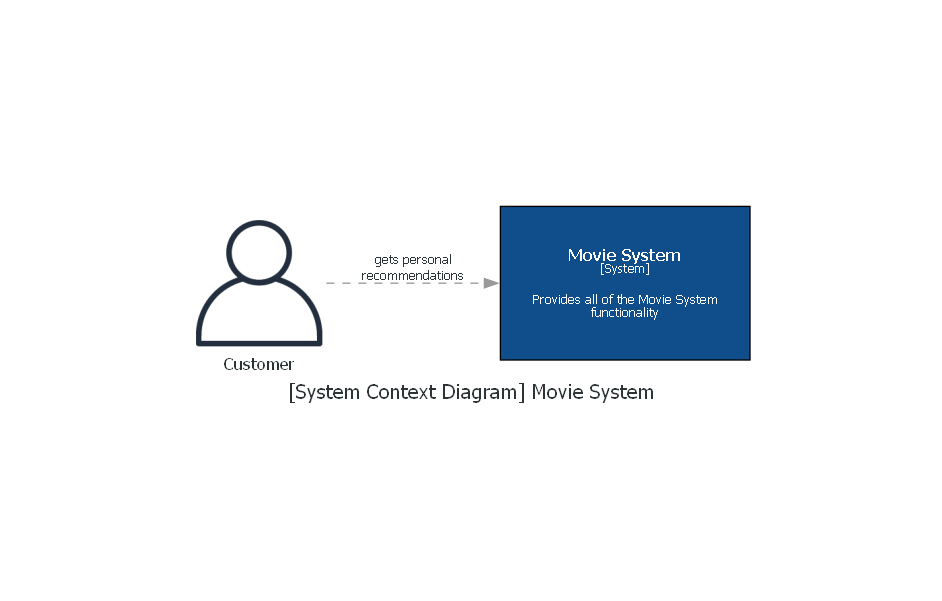 gets personal
recommendations
Movie System
[System]
Provides all of the Movie System
functionality
Customer
[System Context Diagram] Movie System